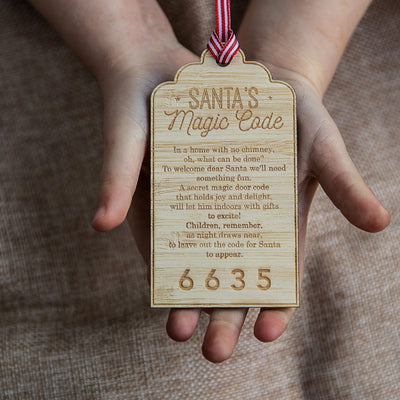 SANTA'S
Magic Code
In a home with no chimney,
oh, what can be done?
To welcome dear Santa we'll need
something fun.
A secret magic door code
that holds joy and delight,
will let him indoors with gifts
to excite!
Children, remember,
as night draws near,
to leave out the code for Santa
to appear.
6635